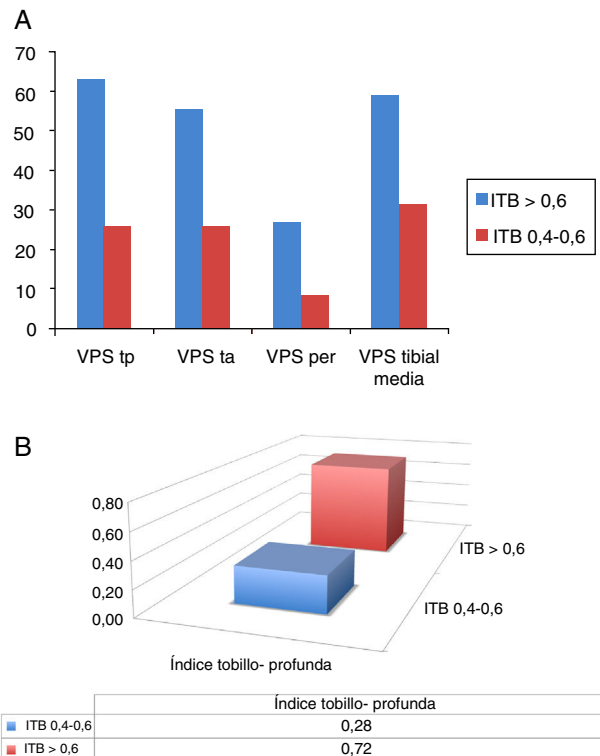 A
70
60
50
40
30
20
10
0
VPS tp
VPS ta
VPS per
VPS tibial
media
ITB > 0,6
ITB 0,4-0,6
B
0,80
0,60
0,40
0,20
0,00
ITB > 0,6
ITB 0,4-0,6
Índice tobillo- profunda
Índice tobillo- profunda
ITB 0,4-0,6 0,28
ITB > 0,6 0,72